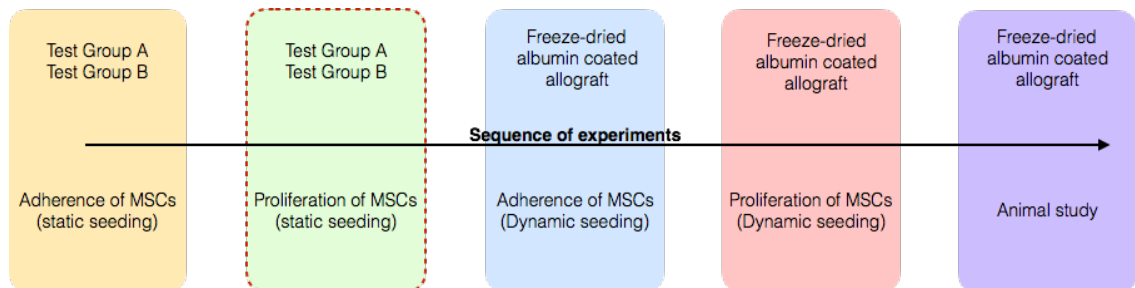 Test Group A
Test Group B
Test Group A
Test Group B
Freeze-dried
albumin coated
allograft
Freeze-dried
albumin coated
allograft
Freeze-dried
albumin coated
allograft
Sequence of experiments
Adherence of MSCs
(static seeding)
Proliferation of MSCs
(static seeding)
Adherence of MSCs
(Dynamic seeding)
Proliferation of MSCs
(Dynamic seeding)
Animal study